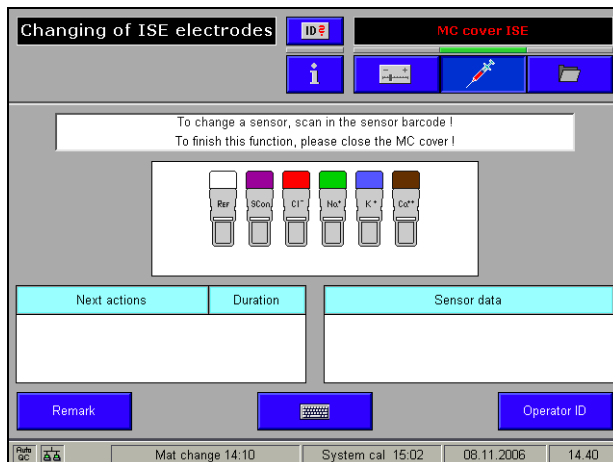 Changing of ISE electrodes
ID
MC cover ISE
i
To change a sensor, scan in the sensor barcode !
To finish this function, please close the MC cover !
REF SCon Cl⁻ Na⁺ K⁺ Ca⁺⁺
Next actions Duration Sensor data
Remark Operator ID
Auto QC Mat change 14:10 System cal 15:02 08.11.2006 14.40